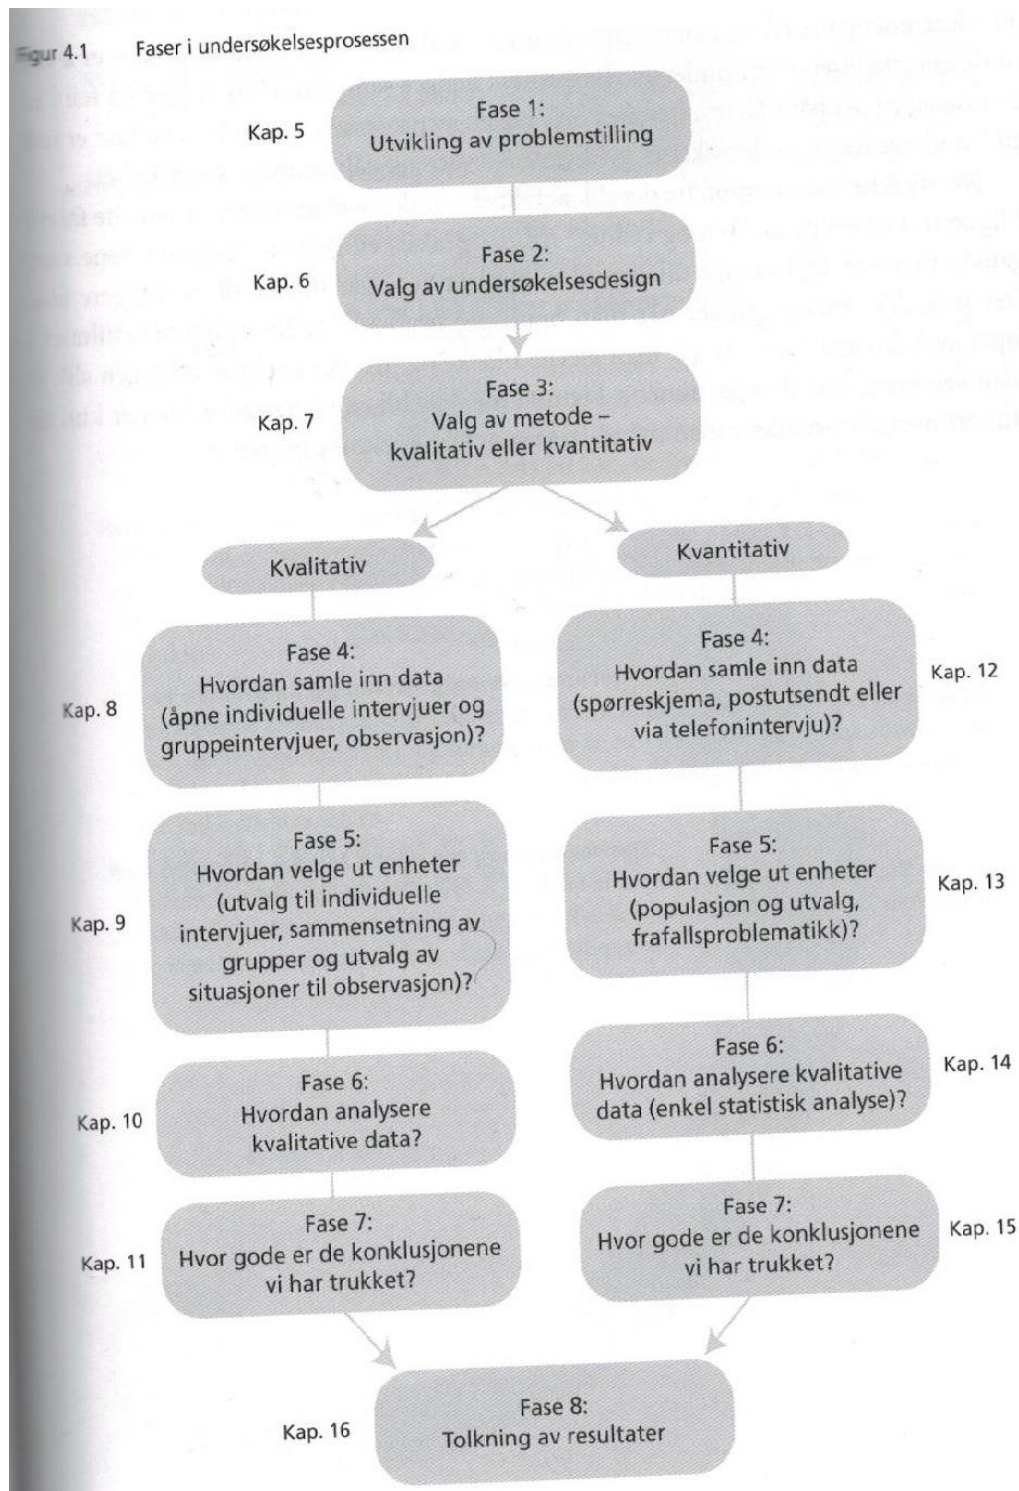 Figur 4.1 Faser i undersøkelsesprosessen
Kap. 5
Fase 1:
Utvikling av problemstilling
Kap. 6
Fase 2:
Valg av undersøkelsesdesign
Kap. 7
Fase 3:
Valg av metode –
kvalitativ eller kvantitativ
Kvalitativ
Kap. 8
Fase 4:
Hvordan samle inn data
(åpne individuelle intervjuer og
gruppeintervjuer, observasjon)?
Kap. 9
Fase 5:
Hvordan velge ut enheter
(utvalg til individuelle
intervjuer, sammensetning av
grupper og utvalg av
situasjoner til observasjon)?
Kap. 10
Fase 6:
Hvordan analysere
kvalitative data?
Kap. 11
Fase 7:
Hvor gode er de konklusjonene
vi har trukket?
Kvantitativ
Fase 4:
Hvordan samle inn data
(spørreskjema, postutsendt eller
via telefonintervju)?
Kap. 12
Fase 5:
Hvordan velge ut enheter
(populasjon og utvalg,
frafallsproblematikk)?
Kap. 13
Fase 6:
Hvordan analysere kvalitative
data (enkel statistisk analyse)?
Kap. 14
Fase 7:
Hvor gode er de konklusjonene
vi har trukket?
Kap. 15
Kap. 16
Fase 8:
Tolkning av resultater